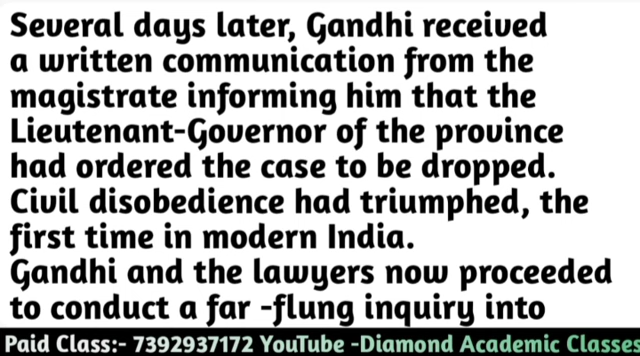 Several days later, Gandhi received
a written communication from the
magistrate informing him that the
Lieutenant-Governor of the province
had ordered the case to be dropped.
Civil disobedience had triumphed, the
first time in modern India.
Gandhi and the lawyers now proceeded
to conduct a far -flung inquiry into
Paid Class:- 7392937172 YouTube -Diamond Academic Classes